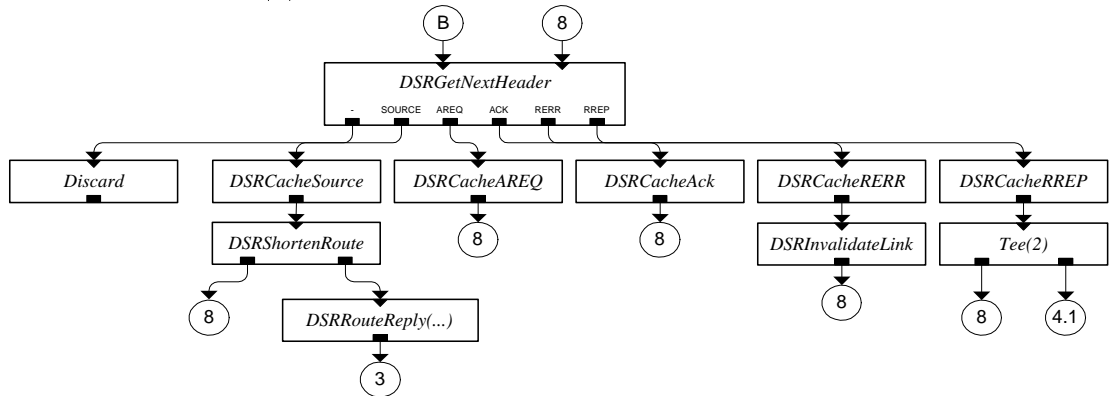 B 8
DSRGetNextHeader
- SOURCE AREQ ACK RERR RREP
Discard DSRCacheSource DSRCacheAREQ DSRCacheAck DSRCacheRERR DSRCacheRREP
DSRShortenRoute 8 8 DSRInvalidateLink Tee(2)
8 DSRRouteReply(...) 8 8 4.1
3